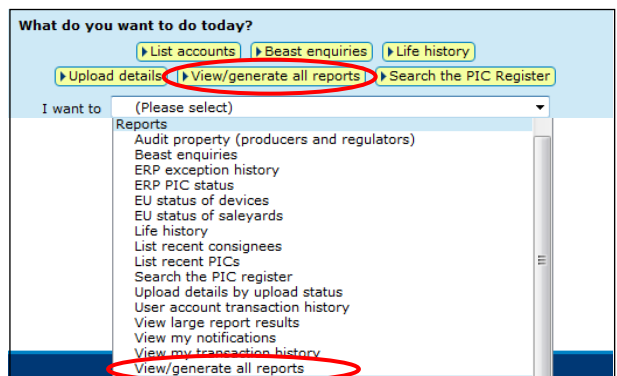 What do you want to do today?
List accounts Beast enquiries Life history
Upload details View/generate all reports Search the PIC Register
I want to (Please select)
Reports
Audit property (producers and regulators)
Beast enquiries
ERP exception history
ERP PIC status
EU status of devices
EU status of saleyards
Life history
List recent consignees
List recent PICs
Search the PIC register
Upload details by upload status
User account transaction history
View large report results
View my notifications
View my transaction history
View/generate all reports